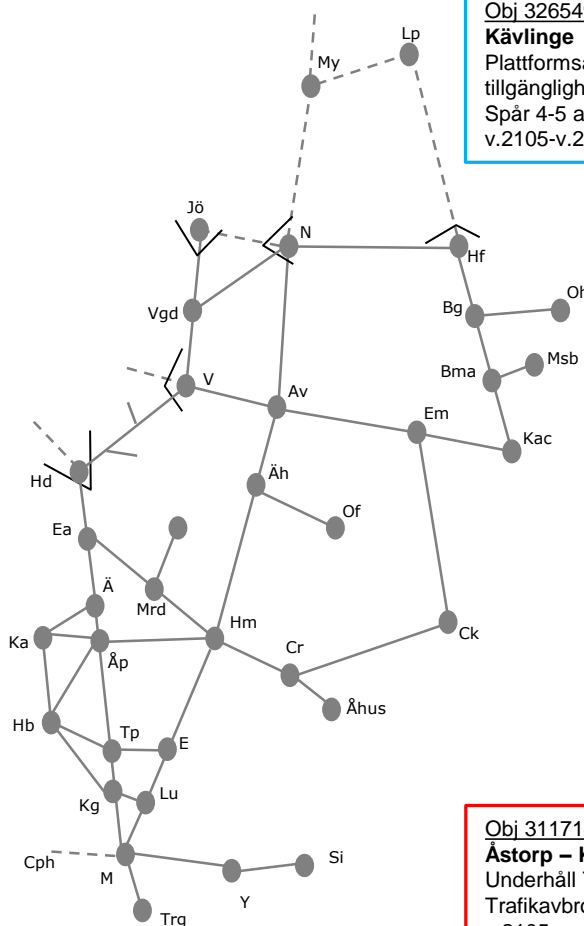 Lp
My
Obj 32654
Kävlinge
Plattformså
tillgängligh
Spår 4-5 a
v.2105-v.2
Jö
N
Hf
Vgd
Bg
Oh
V
Av
Bma
Msb
Em
Kac
Hd
Äh
Of
Ea
Ä
Mrd
Hm
Ck
Ka
Åp
Cr
Åhus
Hb
Tp
E
Kg
Lu
Cph
M
Si
Y
Trg
Obj 31171
Åstorp – H
Underhåll
Trafikavbro